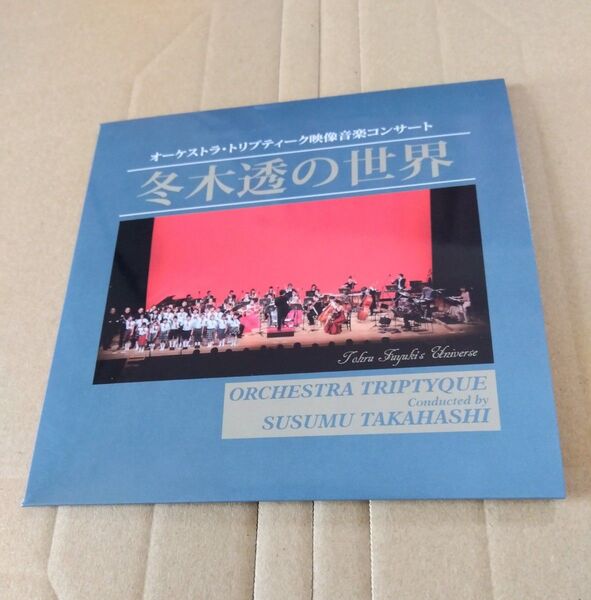 オーケストラ・トリプティーク映像音楽コンサート
冬木透の世界
Tohru Fuyuki's Universe
ORCHESTRA TRIPTYQUE
Conducted by
SUSUMU TAKAHASHI